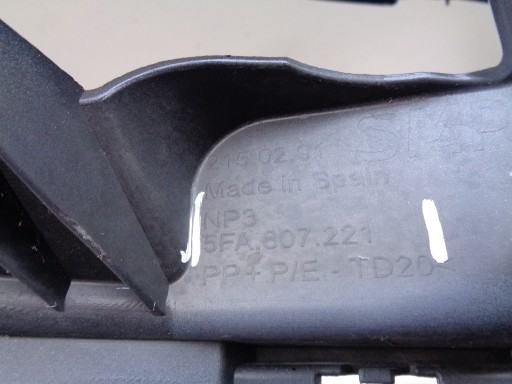 Made in Spain
NP3
5FA.807.221
PP+P/E-TD20